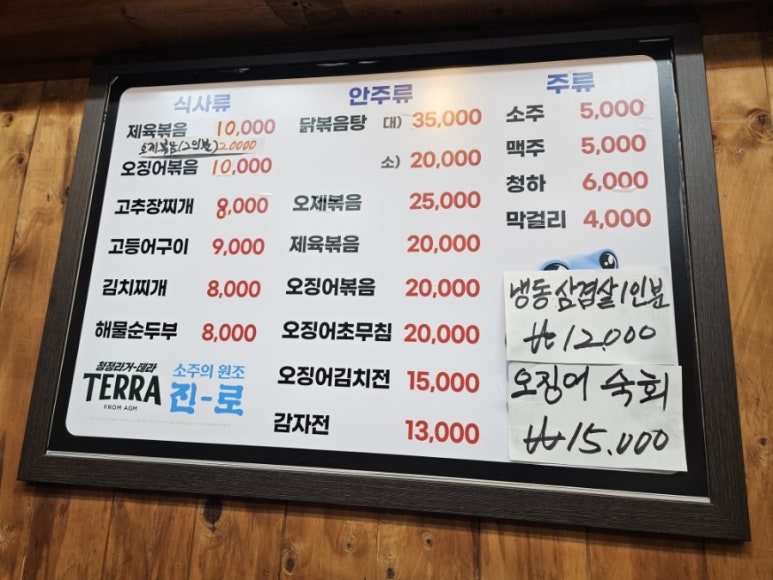 식사류
제육볶음 10,000
오제볶음(2인분)20000
오징어볶음 10,000
고추장찌개 8,000
고등어구이 9,000
김치찌개 8,000
해물순두부 8,000
청정라거-테라
TERRA
FROM AGM
소주의 원조
진-로
안주류
닭볶음탕 대) 35,000
소) 20,000
오제볶음 25,000
제육볶음 20,000
오징어볶음 20,000
오징어초무침 20,000
오징어김치전 15,000
감자전 13,000
주류
소주 5,000
맥주 5,000
청하 6,000
막걸리 4,000
냉동삼겹살1인분
₩12,000
오징어 숙회
₩15.000